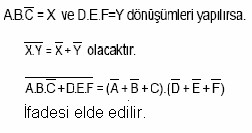 A.B.C̅ = X ve D.E.F=Y dönüşümleri yapılırsa.
X̅.̅Y̅ = X̅ + Y̅ olacaktır.
A̅.̅B̅.̅C̅̅ ̅+̅ ̅D̅.̅E̅.̅F̅ = (A̅ + B̅ + C).(D̅ + E̅ + F̅)
İfadesi elde edilir.